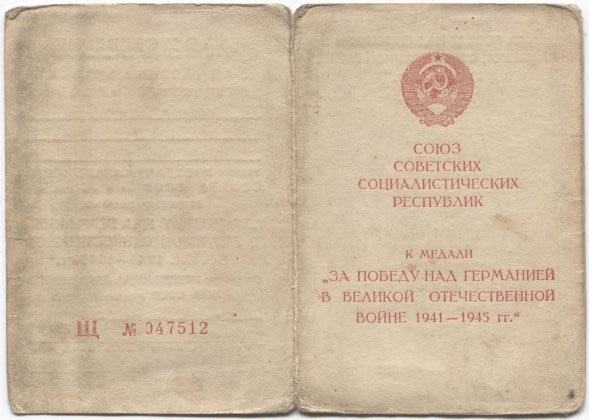 Щ № 047512
СОЮЗ
СОВЕТСКИХ
СОЦИАЛИСТИЧЕСКИХ
РЕСПУБЛИК
К МЕДАЛИ
„ЗА ПОБЕДУ НАД ГЕРМАНИЕЙ
В ВЕЛИКОЙ ОТЕЧЕСТВЕННОЙ
ВОЙНЕ 1941—1945 гг.“